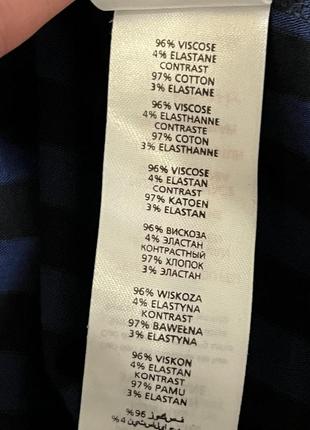 96% VISCOSE
4% ELASTANE
CONTRAST
97% COTTON
3% ELASTANE
96% VISCOSE
4% ELASTHANNE
CONTRASTE
97% COTON
3% ELASTHANNE
96% VISCOSE
4% ELASTAN
CONTRAST
97% KATOEN
3% ELASTAN
96% ВИСКОЗА
4% ЭЛАСТАН
КОНТРАСТНЫЙ
97% ХЛОПОК
3% ЭЛАСТАН
96% WISKOZA
4% ELASTYNA
KONTRAST
97% BAWEŁNA
3% ELASTYNA
96% VISKON
4% ELASTAN
KONTRAST
97% PAMU
3% ELASTAN
96%
4%